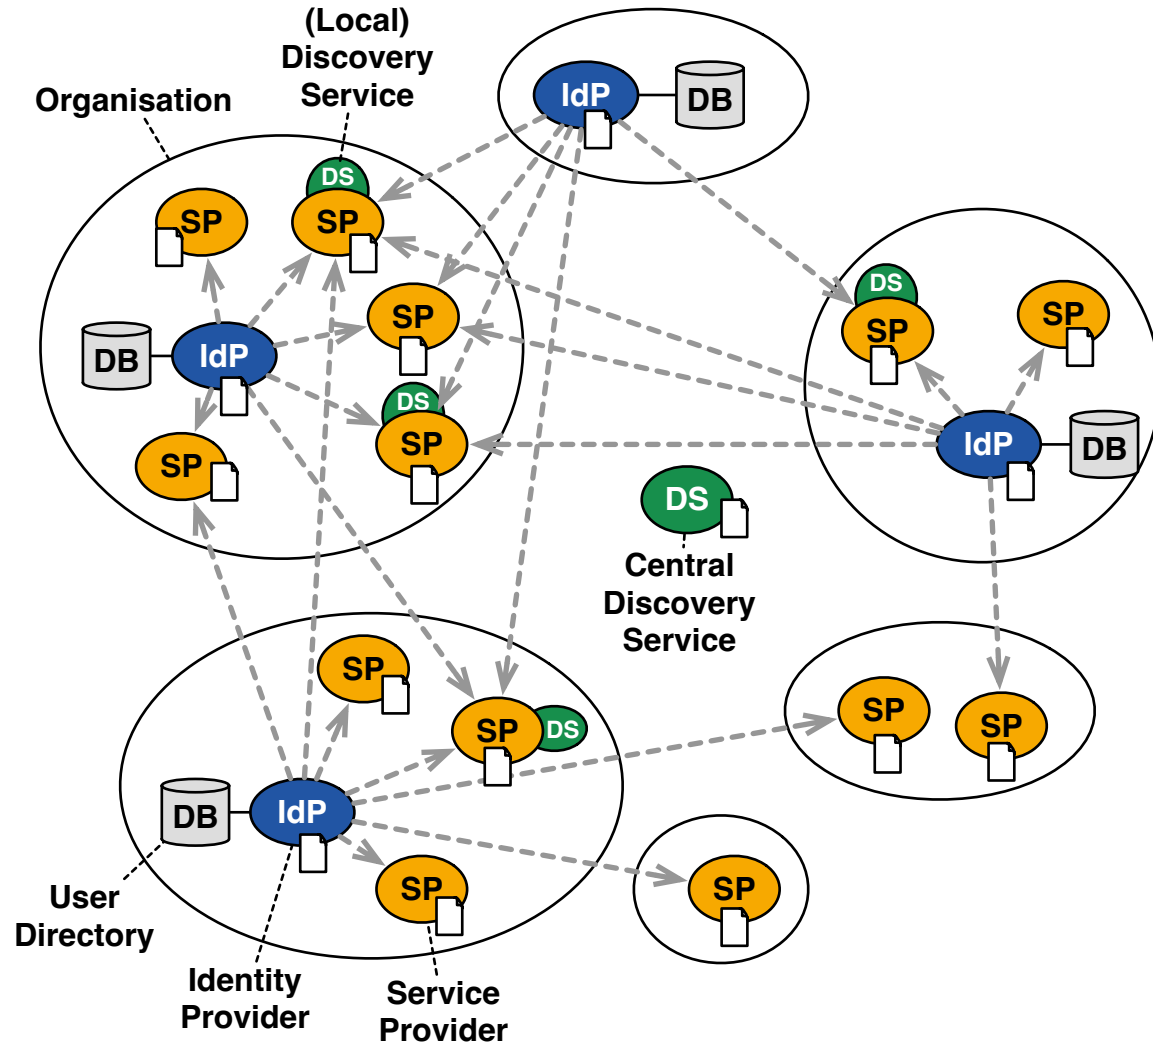 (Local)
Discovery
Service
Organisation
IdP
DB
DS
SP
SP
DS
SP
SP
SP
DB
IdP
DS
SP
SP
IdP
DB
DS
Central
Discovery
Service
SP
SP
DS
SP
SP
DB
IdP
SP
SP
User
Directory
Identity
Provider
Service
Provider